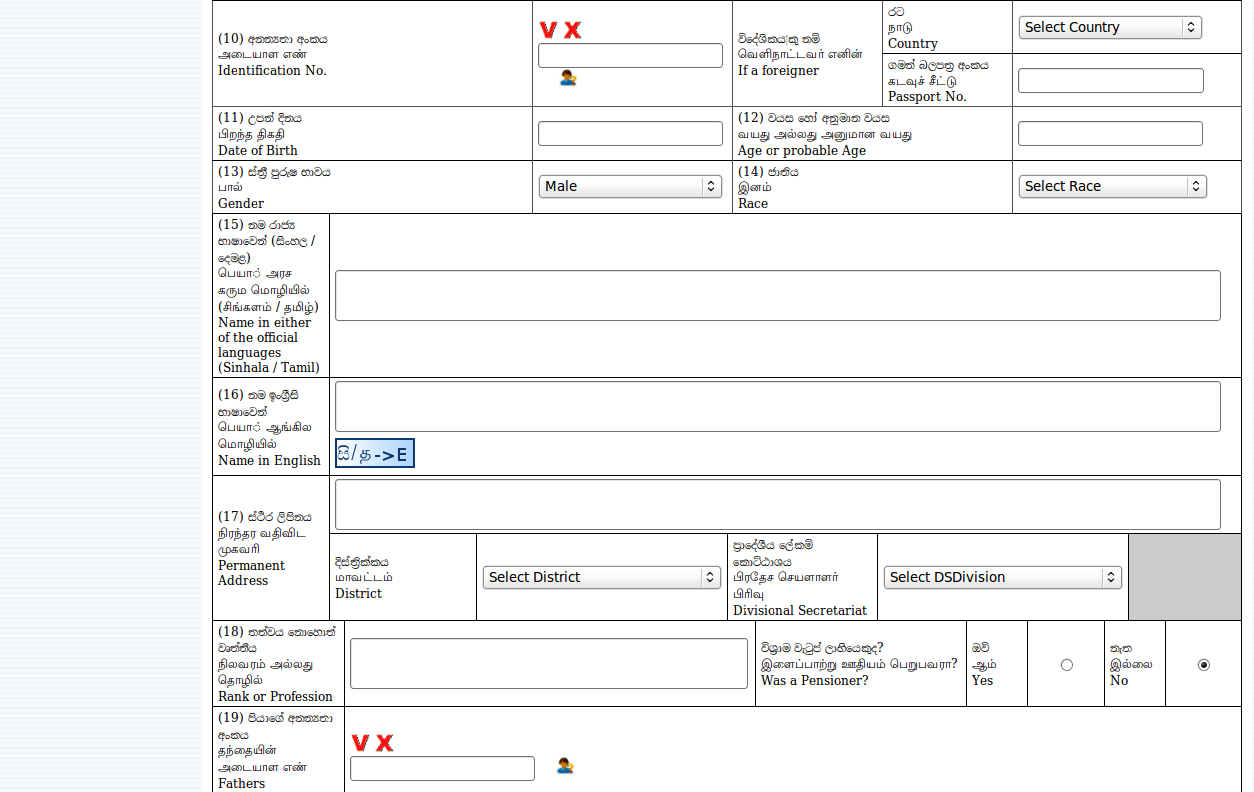 (10) අනන්‍යතා අංකය
அடையாள எண்
Identification No.
V X
විදේශිකයකු නම්
வெளிநாட்டவர் எனின்
If a foreigner
රට
நாடு
Country
Select Country
ගමන් බලපත්‍ර අංකය
கடவுச் சீட்டு
Passport No.
(11) උපන් දිනය
பிறந்த திகதி
Date of Birth
(12) වයස හෝ අනුමාන වයස
வயது அல்லது அனுமான வயது
Age or probable Age
(13) ස්ත්‍රී පුරුෂ භාවය
பால்
Gender
Male
(14) ජාතිය
இனம்
Race
Select Race
(15) නම රාජ්‍ය
භාෂාවෙන් (සිංහල /
දෙමළ)
பெயா் அரச
கரும மொழியில்
(சிங்களம் / தமிழ்)
Name in either
of the official
languages
(Sinhala / Tamil)
(16) නම ඉංග්‍රීසි
භාෂාවෙන්
பெயா் ஆங்கில
மொழியில்
Name in English
සි/த->E
(17) ස්ථිර ලිපිනය
நிரந்தர வதிவிட
முகவரி
Permanent
Address
දිස්ත්‍රික්කය
மாவட்டம்
District
Select District
ප්‍රාදේශීය ලේකම්
කොට්ඨාශය
பிரதேச செயளாளர்
பிரிவு
Divisional Secretariat
Select DSDivision
(18) තත්වය නොහොත්
වෘත්තීය
நிலவரம் அல்லது
தொழில்
Rank or Profession
විශ්‍රාම වැටුප් ලාභියෙකුද?
இளைப்பாற்று ஊதியம் பெறுபவரா?
Was a Pensioner?
ඔව්
ஆம்
Yes
නැත
இல்லை
No
(19) පියාගේ අනන්‍යතා
අංකය
தந்தையின்
அடையாள எண்
Fathers
V X